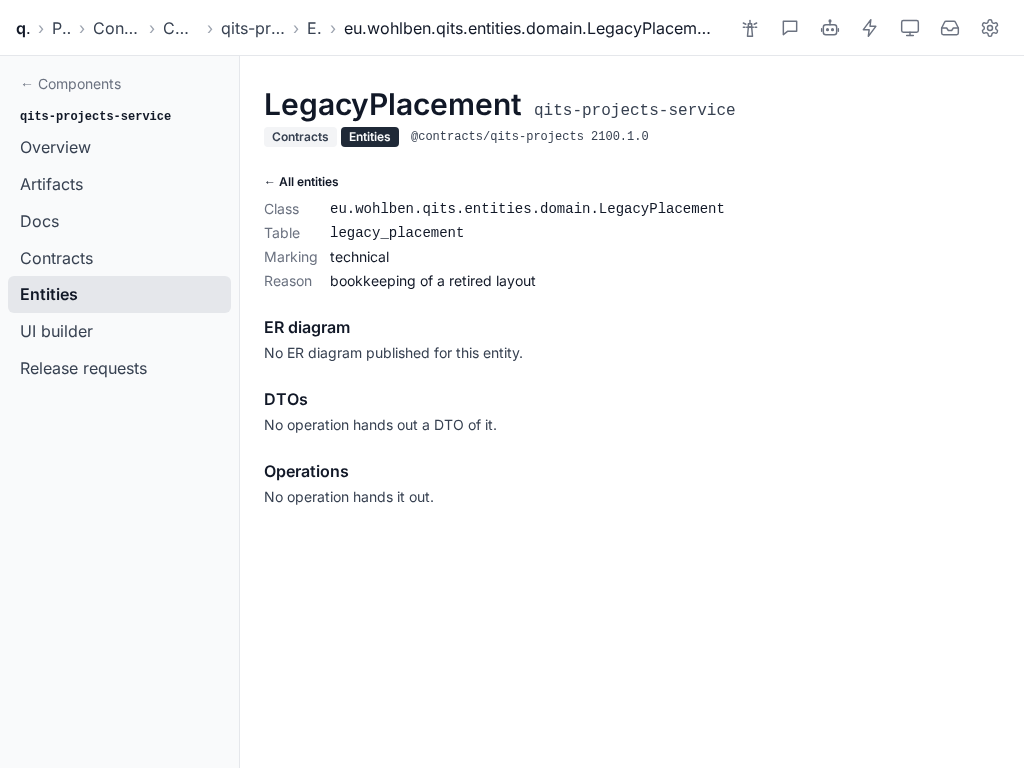 q. › P.. › Con... › C... › qits-pr... › E. › eu.wohlben.qits.entities.domain.LegacyPlacem...
← Components
qits-projects-service
Overview
Artifacts
Docs
Contracts
Entities
UI builder
Release requests
LegacyPlacement qits-projects-service
Contracts Entities @contracts/qits-projects 2100.1.0
← All entities
Class eu.wohlben.qits.entities.domain.LegacyPlacement
Table legacy_placement
Marking technical
Reason bookkeeping of a retired layout
ER diagram
No ER diagram published for this entity.
DTOs
No operation hands out a DTO of it.
Operations
No operation hands it out.